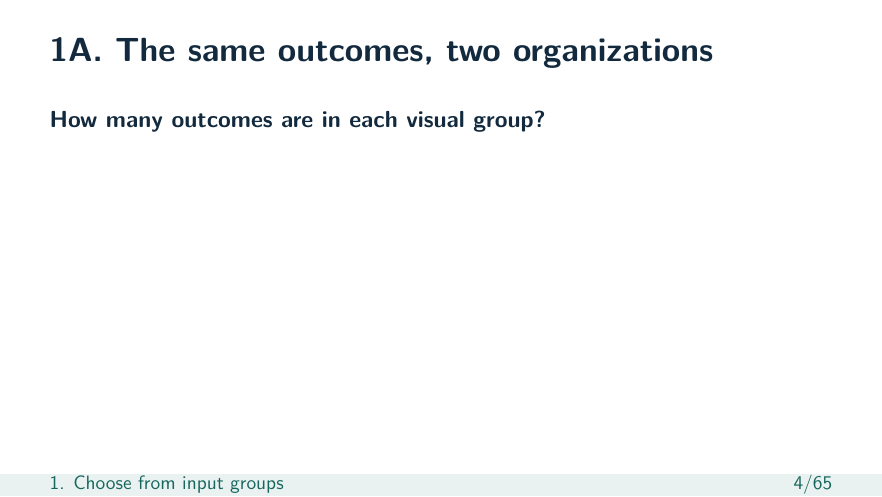 1A. The same outcomes, two organizations
How many outcomes are in each visual group?
1. Choose from input groups
4/65